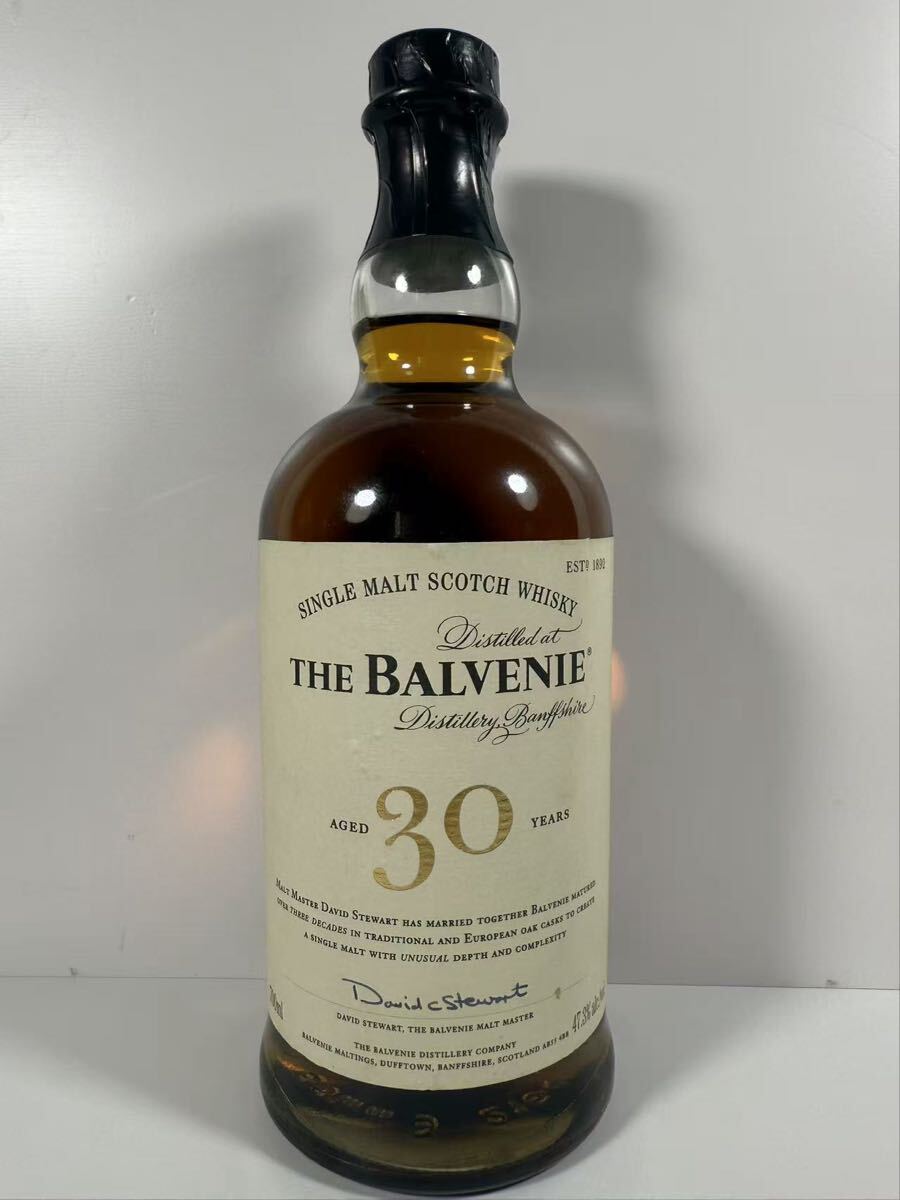 ESTD 1892
SINGLE MALT SCOTCH WHISKY
Distilled at
THE BALVENIE®
Distillery, Banffshire
AGED 30 YEARS
MALT MASTER DAVID STEWART HAS MARRIED TOGETHER BALVENIE MATURED
OVER THREE DECADES IN TRADITIONAL AND EUROPEAN OAK CASKS TO CREATE
A SINGLE MALT WITH UNUSUAL DEPTH AND COMPLEXITY
David C Stewart
DAVID STEWART, THE BALVENIE MALT MASTER
700ml
47.3% alc/vol
THE BALVENIE DISTILLERY COMPANY
BALVENIE MALTINGS, DUFFTOWN, BANFFSHIRE, SCOTLAND AB55 4BB